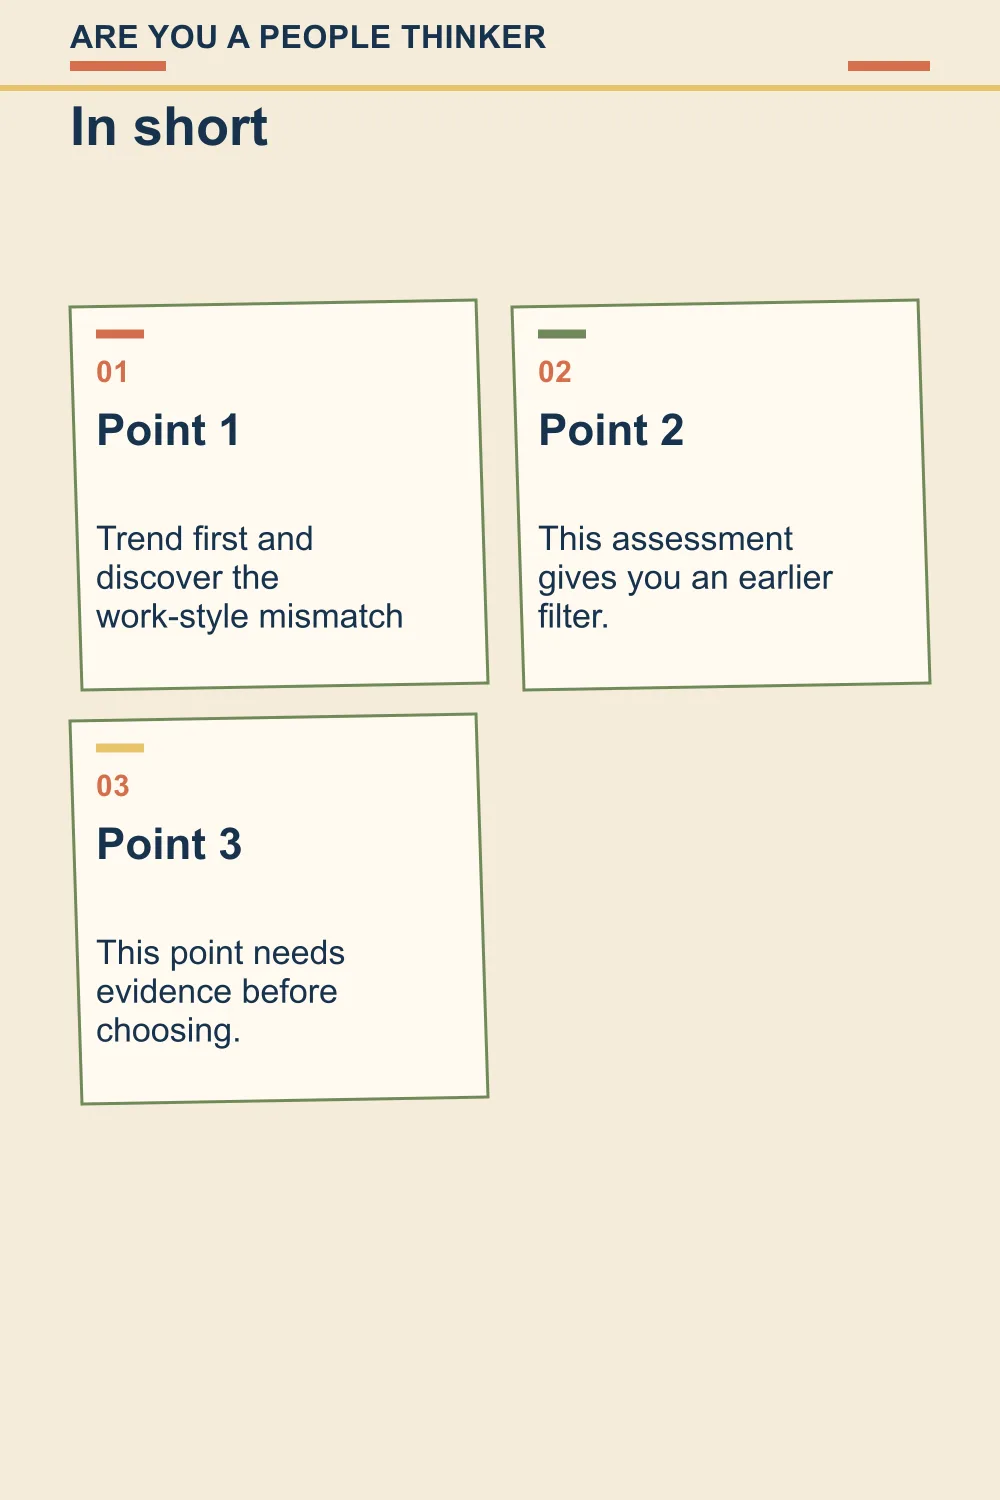 ARE YOU A PEOPLE THINKER
In short
01
Point 1
Trend first and
discover the
work-style mismatch
02
Point 2
This assessment
gives you an earlier
filter.
03
Point 3
This point needs
evidence before
choosing.